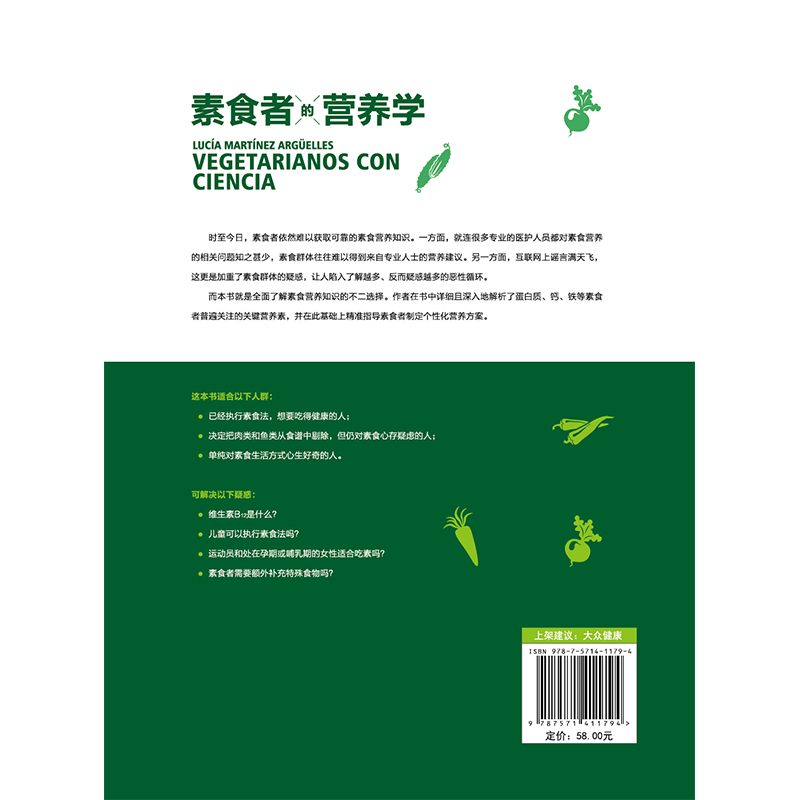 素食者的营养学
LUCÍA MARTÍNEZ ARGÜELLES
VEGETARIANOS CON
CIENCIA
时至今日，素食者依然难以获取可靠的素食营养知识。一方面，就连很多专业的医护人员都对素食营养
的相关问题知之甚少，素食群体往往难以得到来自专业人士的营养建议。另一方面，互联网上谣言满天飞，
这更是加重了素食群体的疑惑，让人陷入了解越多、反而疑惑越多的恶性循环。
而本书就是全面了解素食营养知识的不二选择。作者在书中详细且深入地解析了蛋白质、钙、铁等素食
者普遍关注的关键营养素，并在此基础上精准指导素食者制定个性化营养方案。
这本书适合以下人群：
● 已经执行素食法，想要吃得健康的人；
● 决定把肉类和鱼类从食谱中剔除，但仍对素食心存疑虑的人；
● 单纯对素食生活方式心生好奇的人。
可解决以下疑惑：
● 维生素B₁₂是什么？
● 儿童可以执行素食法吗？
● 运动员和处在孕期或哺乳期的女性适合吃素吗？
● 素食者需要额外补充特殊食物吗？
上架建议：大众健康
ISBN 978-7-5714-1179-4
9 787571 411794 >
定价：58.00元